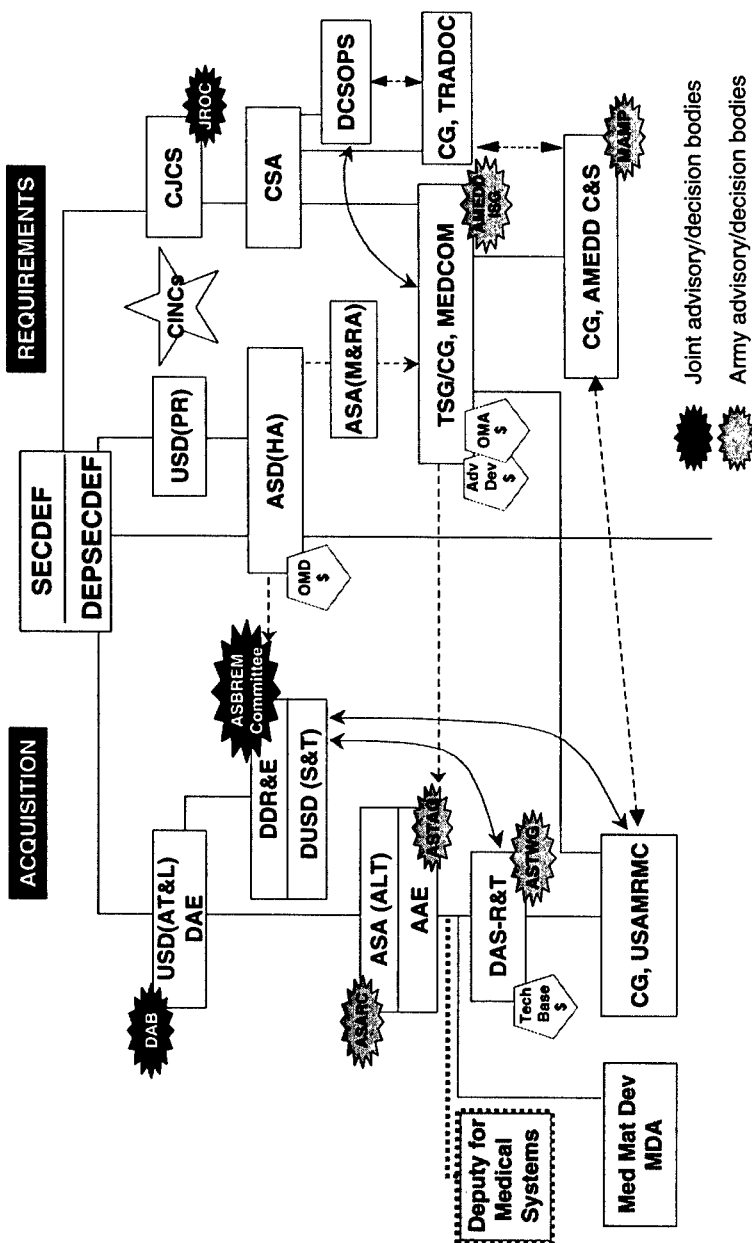 ACQUISITION
REQUIREMENTS
SECDEF
DEPSECDEF
DAB
USD(AT&L)
DAE
USD(PR)
CINCs
CJCS
JROC
ASBREM
Committee
DDR&E
DUSD (S&T)
ASD(HA)
OMD
$
CSA
ASARC
ASA (ALT)
AAE
ASTAG
ASA(M&RA)
DCSOPS
Deputy for
Medical
Systems
DAS-R&T
ASTWG
Tech
Base
$
TSG/CG, MEDCOM
AMEDD
ISG
Adv
Dev
$
OMA
$
CG, TRADOC
Med Mat Dev
MDA
CG, USAMRMC
CG, AMEDD C&S
MAMP
Joint advisory/decision bodies
Army advisory/decision bodies